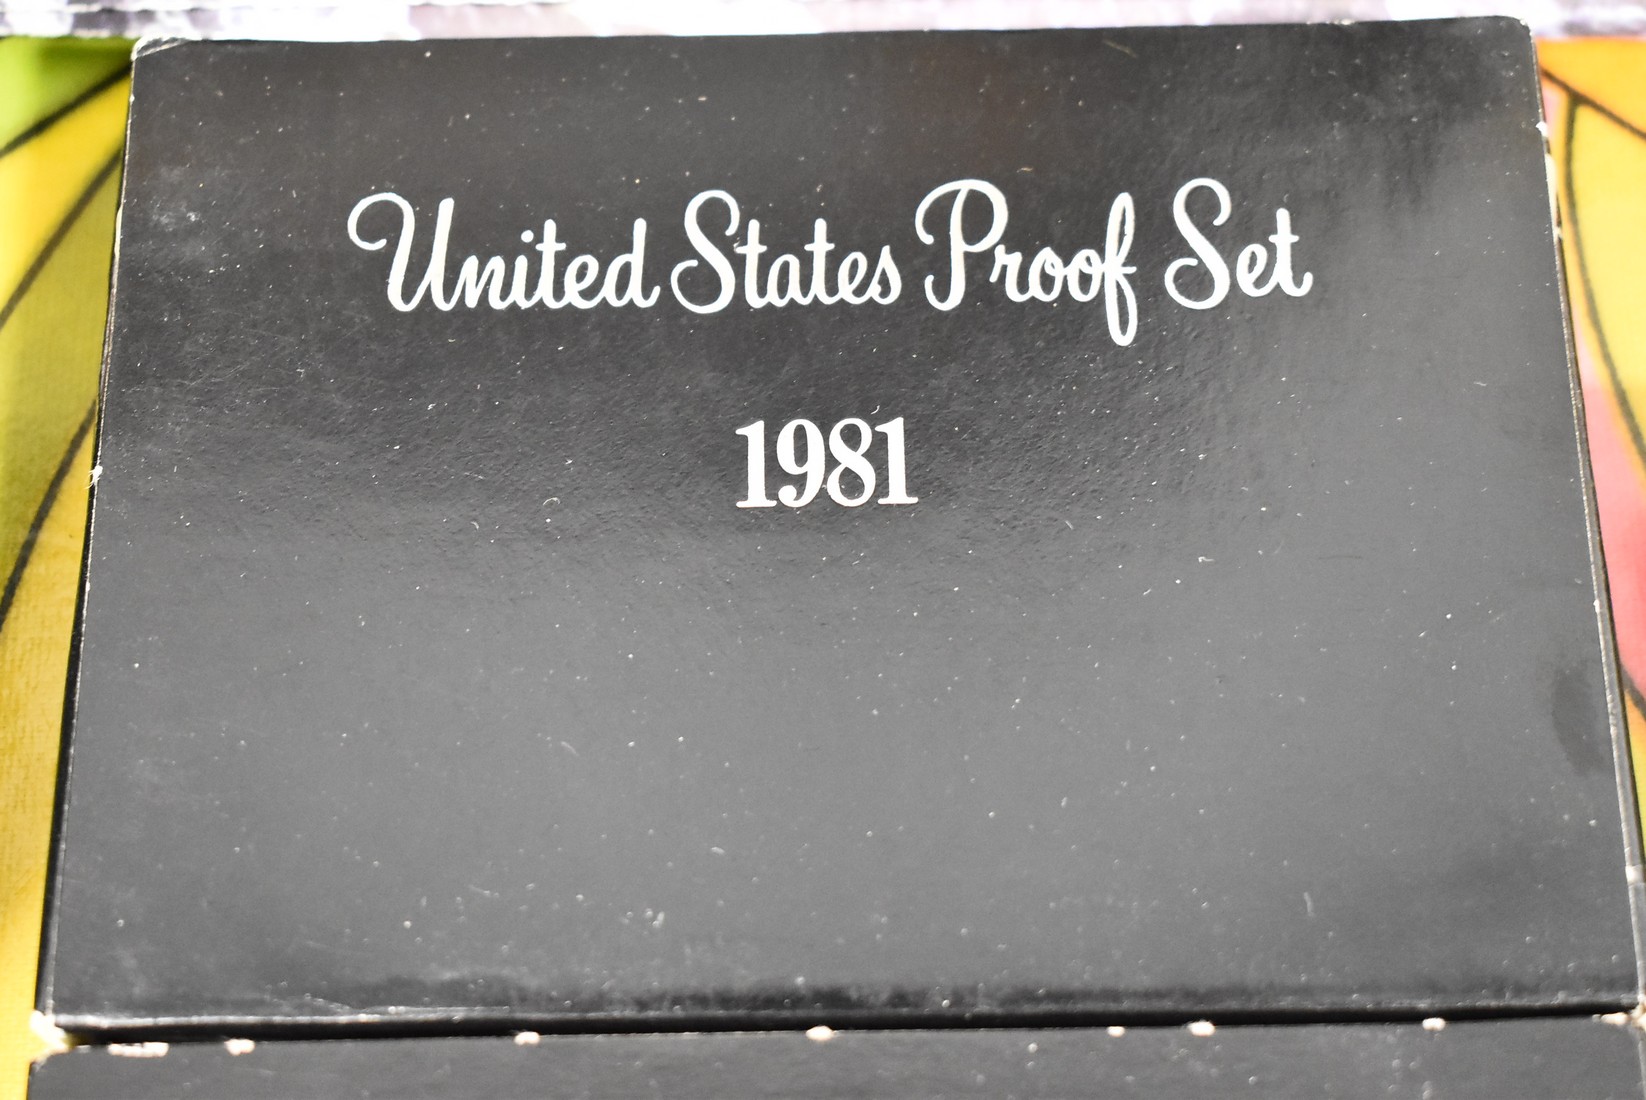 United States Proof Set
1981